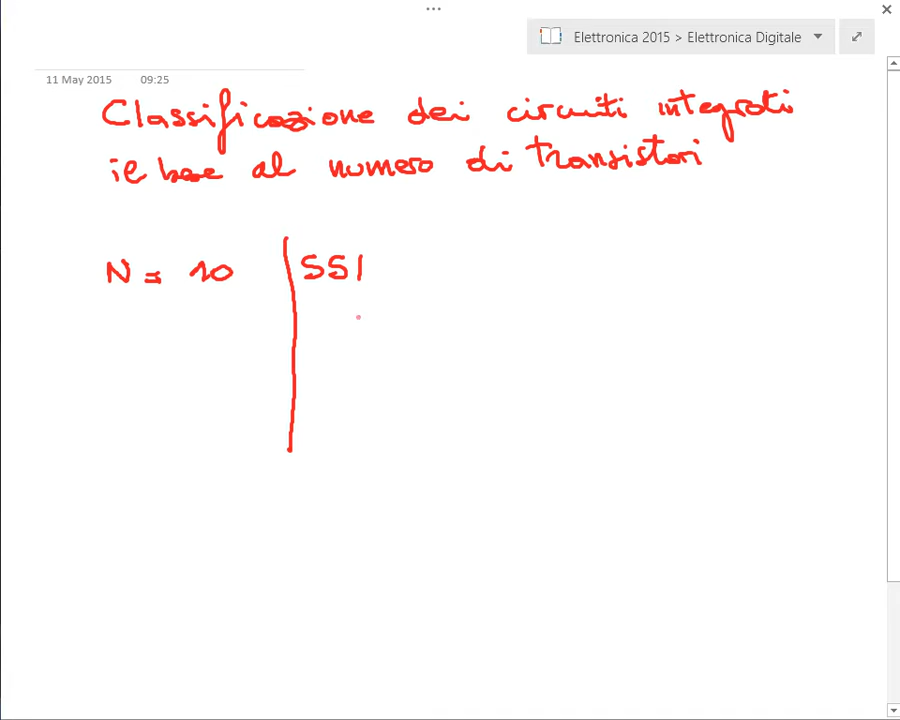 Elettronica 2015 > Elettronica Digitale
11 May 2015 09:25
Classificazione dei circuiti integrati
in base al numero di transistori
N = 10 SSI